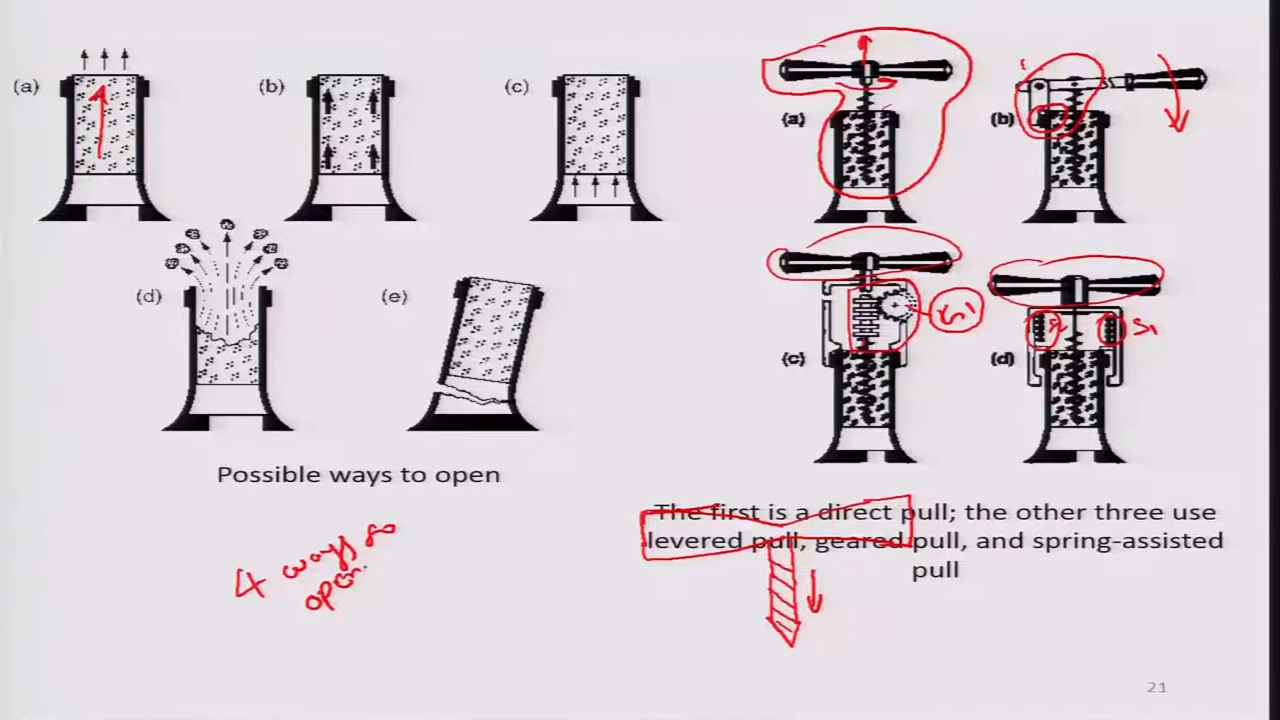 (a)
(b)
(c)
(d)
(e)
Possible ways to open
4 ways to
open
(a)
(b)
(c)
(d)
S1
The first is a direct pull; the other three use
levered pull, geared pull, and spring-assisted
pull
21